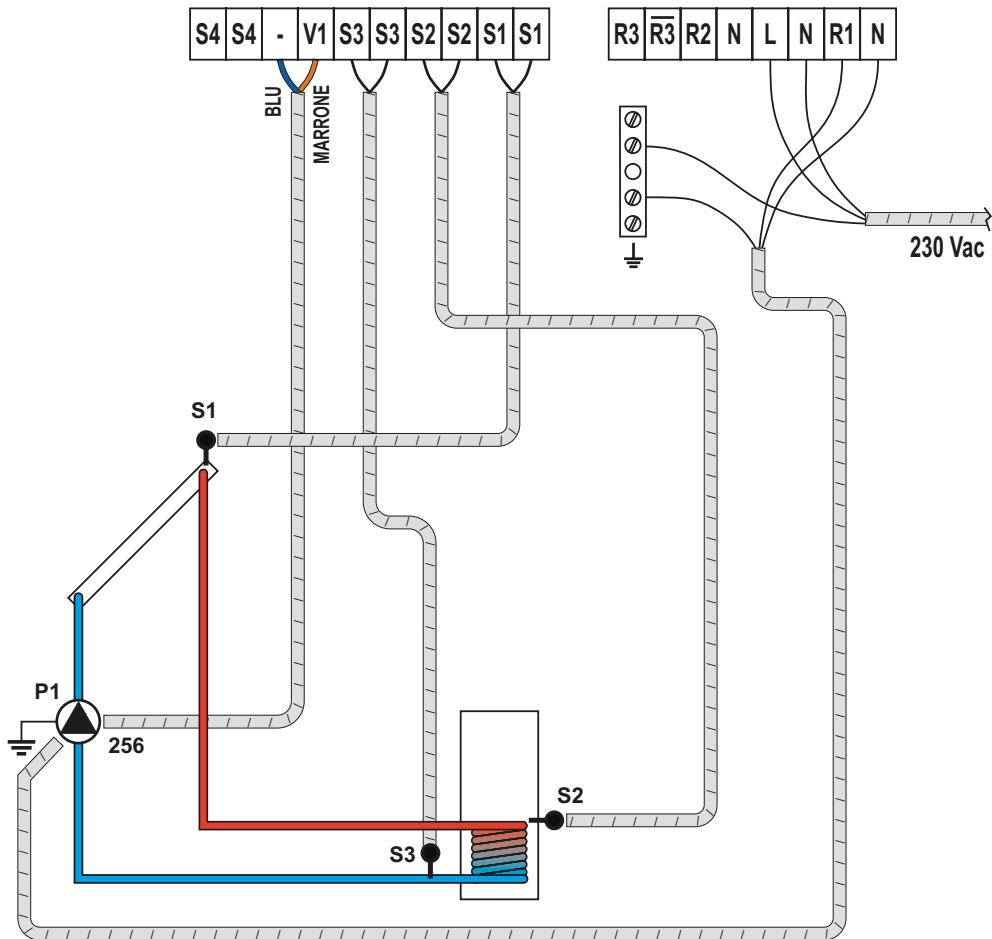 S4 S4 - V1 S3 S3 S2 S2 S1 S1
R3 R̅3̅ R2 N L N R1 N
BLU
MARRONE
230 Vac
S1
P1
256
S2
S3